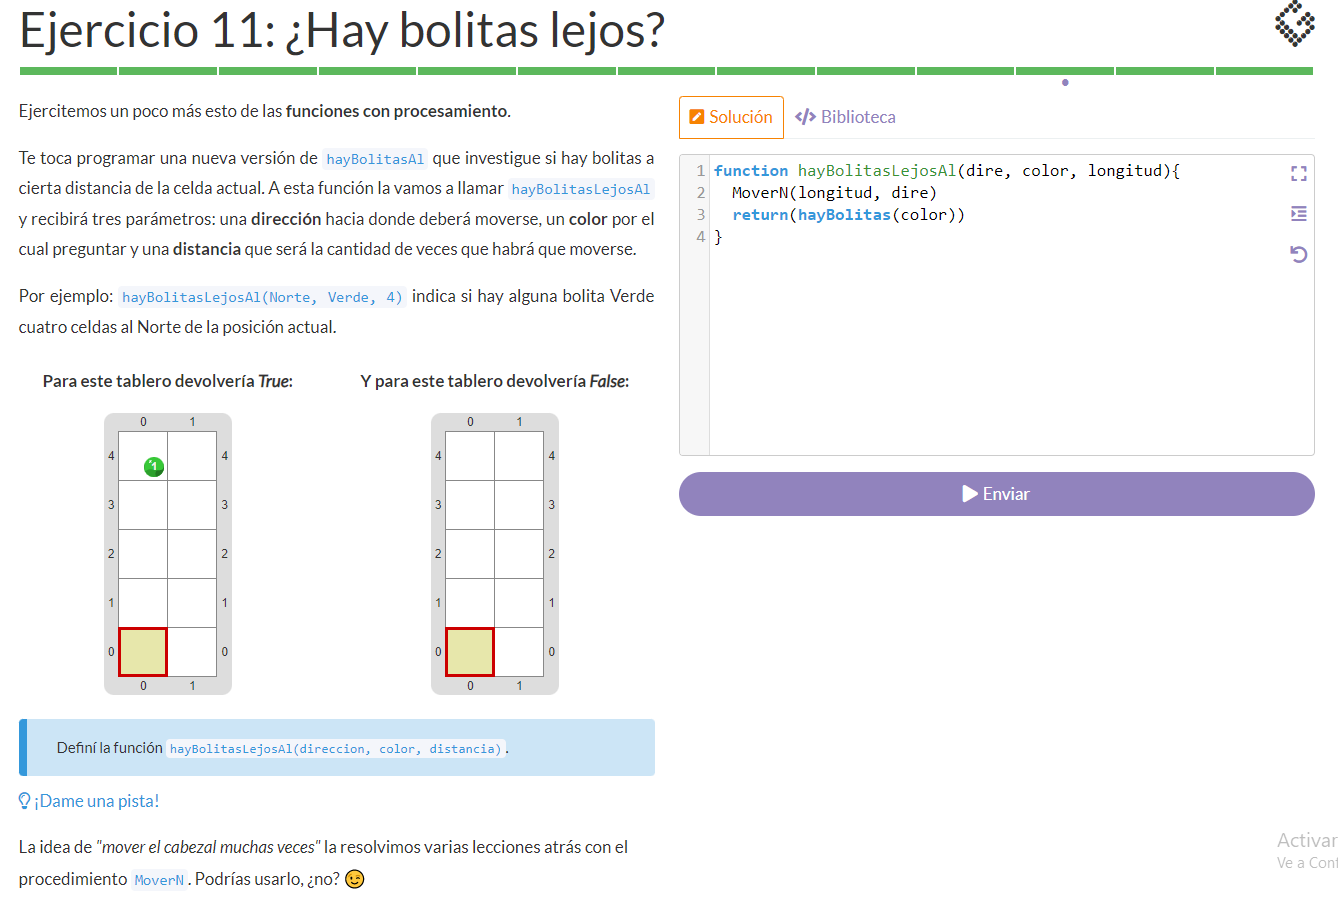 Ejercicio 11: ¿Hay bolitas lejos?
Ejercitemos un poco más esto de las funciones con procesamiento.
Te toca programar una nueva versión de hayBolitasAl que investigue si hay bolitas a
cierta distancia de la celda actual. A esta función la vamos a llamar hayBolitasLejosAl
y recibirá tres parámetros: una dirección hacia donde deberá moverse, un color por el
cual preguntar y una distancia que será la cantidad de veces que habrá que moverse.
Por ejemplo: hayBolitasLejosAl(Norte, Verde, 4) indica si hay alguna bolita Verde
cuatro celdas al Norte de la posición actual.
Para este tablero devolvería True:
0 1
4 1 4
3 3
2 2
1 1
0 0
0 1
Y para este tablero devolvería False:
0 1
4 4
3 3
2 2
1 1
0 0
0 1
Definí la función hayBolitasLejosAl(direccion, color, distancia).
¡Dame una pista!
La idea de "mover el cabezal muchas veces" la resolvimos varias lecciones atrás con el
procedimiento MoverN. Podrías usarlo, ¿no? 😉
Solución
</> Biblioteca
1 function hayBolitasLejosAl(dire, color, longitud){
2 MoverN(longitud, dire)
3 return(hayBolitas(color))
4 }
Enviar
Activar
Ve a Conf